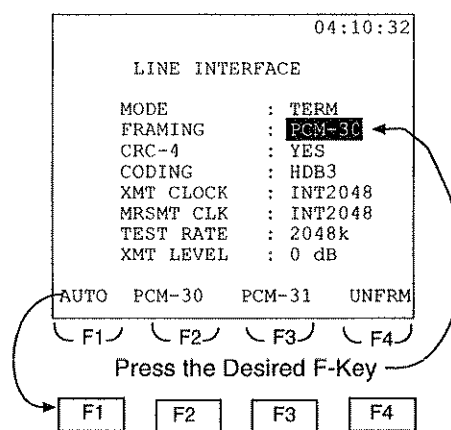 04:10:32
LINE INTERFACE
MODE : TERM
FRAMING : PCM-30
CRC-4 : YES
CODING : HDB3
XMT CLOCK : INT2048
MRSMT CLK : INT2048
TEST RATE : 2048k
XMT LEVEL : 0 dB
AUTO PCM-30 PCM-31 UNFRM
F1 F2 F3 F4
Press the Desired F-Key
F1 F2 F3 F4